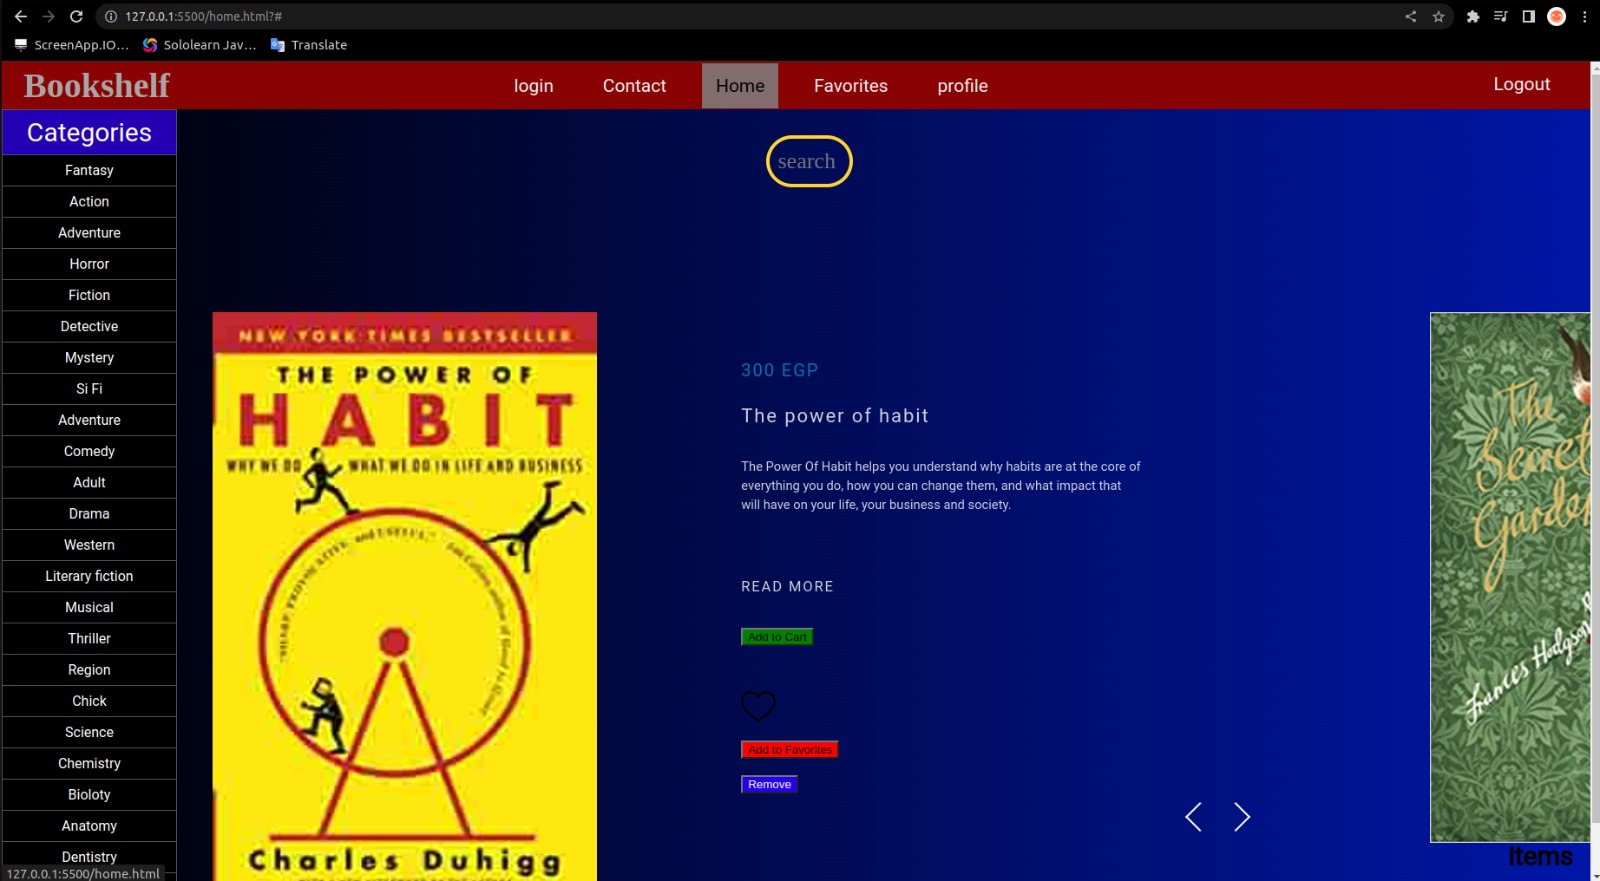 127.0.0.1:5500/home.html?#
ScreenApp.IO... Sololearn Jav... Translate
Bookshelf login Contact Home Favorites profile Logout
Categories
Fantasy
Action
Adventure
Horror
Fiction
Detective
Mystery
Si Fi
Adventure
Comedy
Adult
Drama
Western
Literary fiction
Musical
Thriller
Region
Chick
Science
Chemistry
Bioloty
Anatomy
Dentistry
127.0.0.1:5500/home.html
search
NEW YORK TIMES BESTSELLER
THE POWER OF
HABIT
WHY WE DO WHAT WE DO IN LIFE AND BUSINESS
Charles Duhigg
300 EGP
The power of habit
The Power Of Habit helps you understand why habits are at the core of
everything you do, how you can change them, and what impact that
will have on your life, your business and society.
READ MORE
Add to Cart
Add to Favorites
Remove
The
Secret
Garden
Frances Hodgson
items